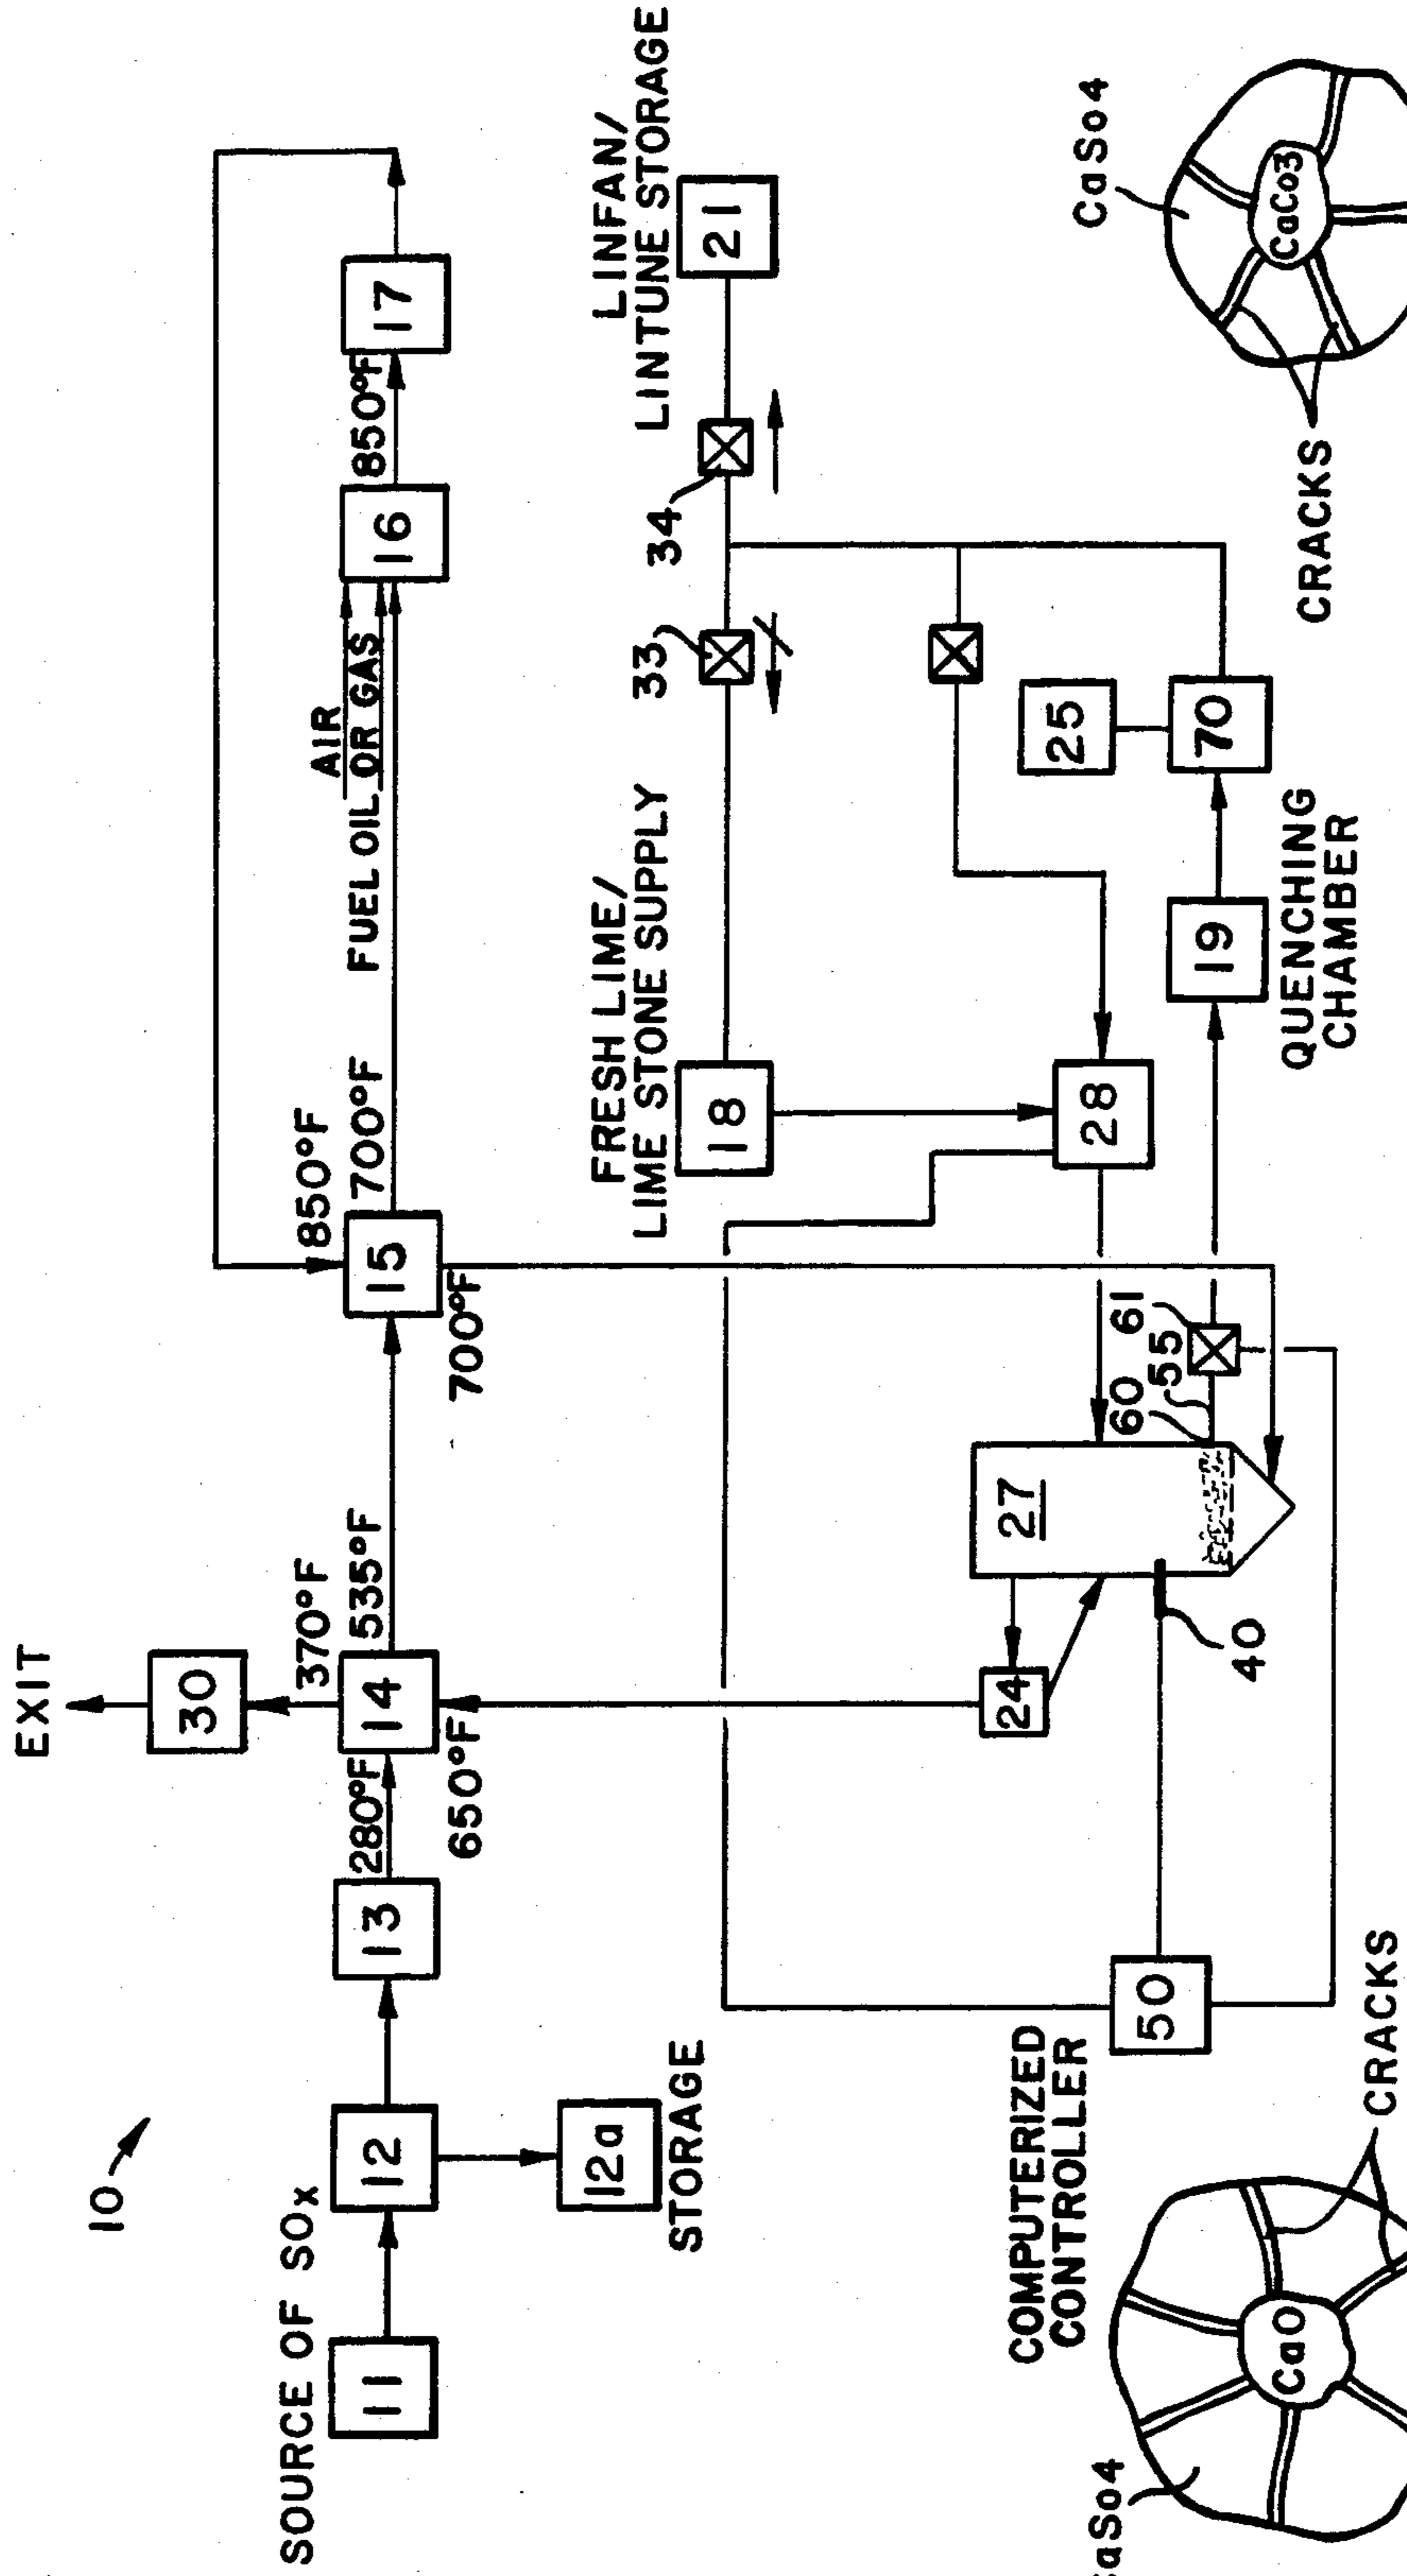 10
EXIT
30
370°F
SOURCE OF SOx
11
12
13
280°F
14
535°F
650°F
15
850°F
700°F
700°F
AIR
FUEL OIL OR GAS
16
850°F
17
12a
STORAGE
FRESH LIME/
LIME STONE SUPPLY
18
33
34
LINFAN/
LINTUNE STORAGE
21
24
27
40
60
55
61
28
25
19
70
QUENCHING
CHAMBER
COMPUTERIZED
CONTROLLER
50
aSo4
CaO
CRACKS
CaSo4
CaCo3
CRACKS